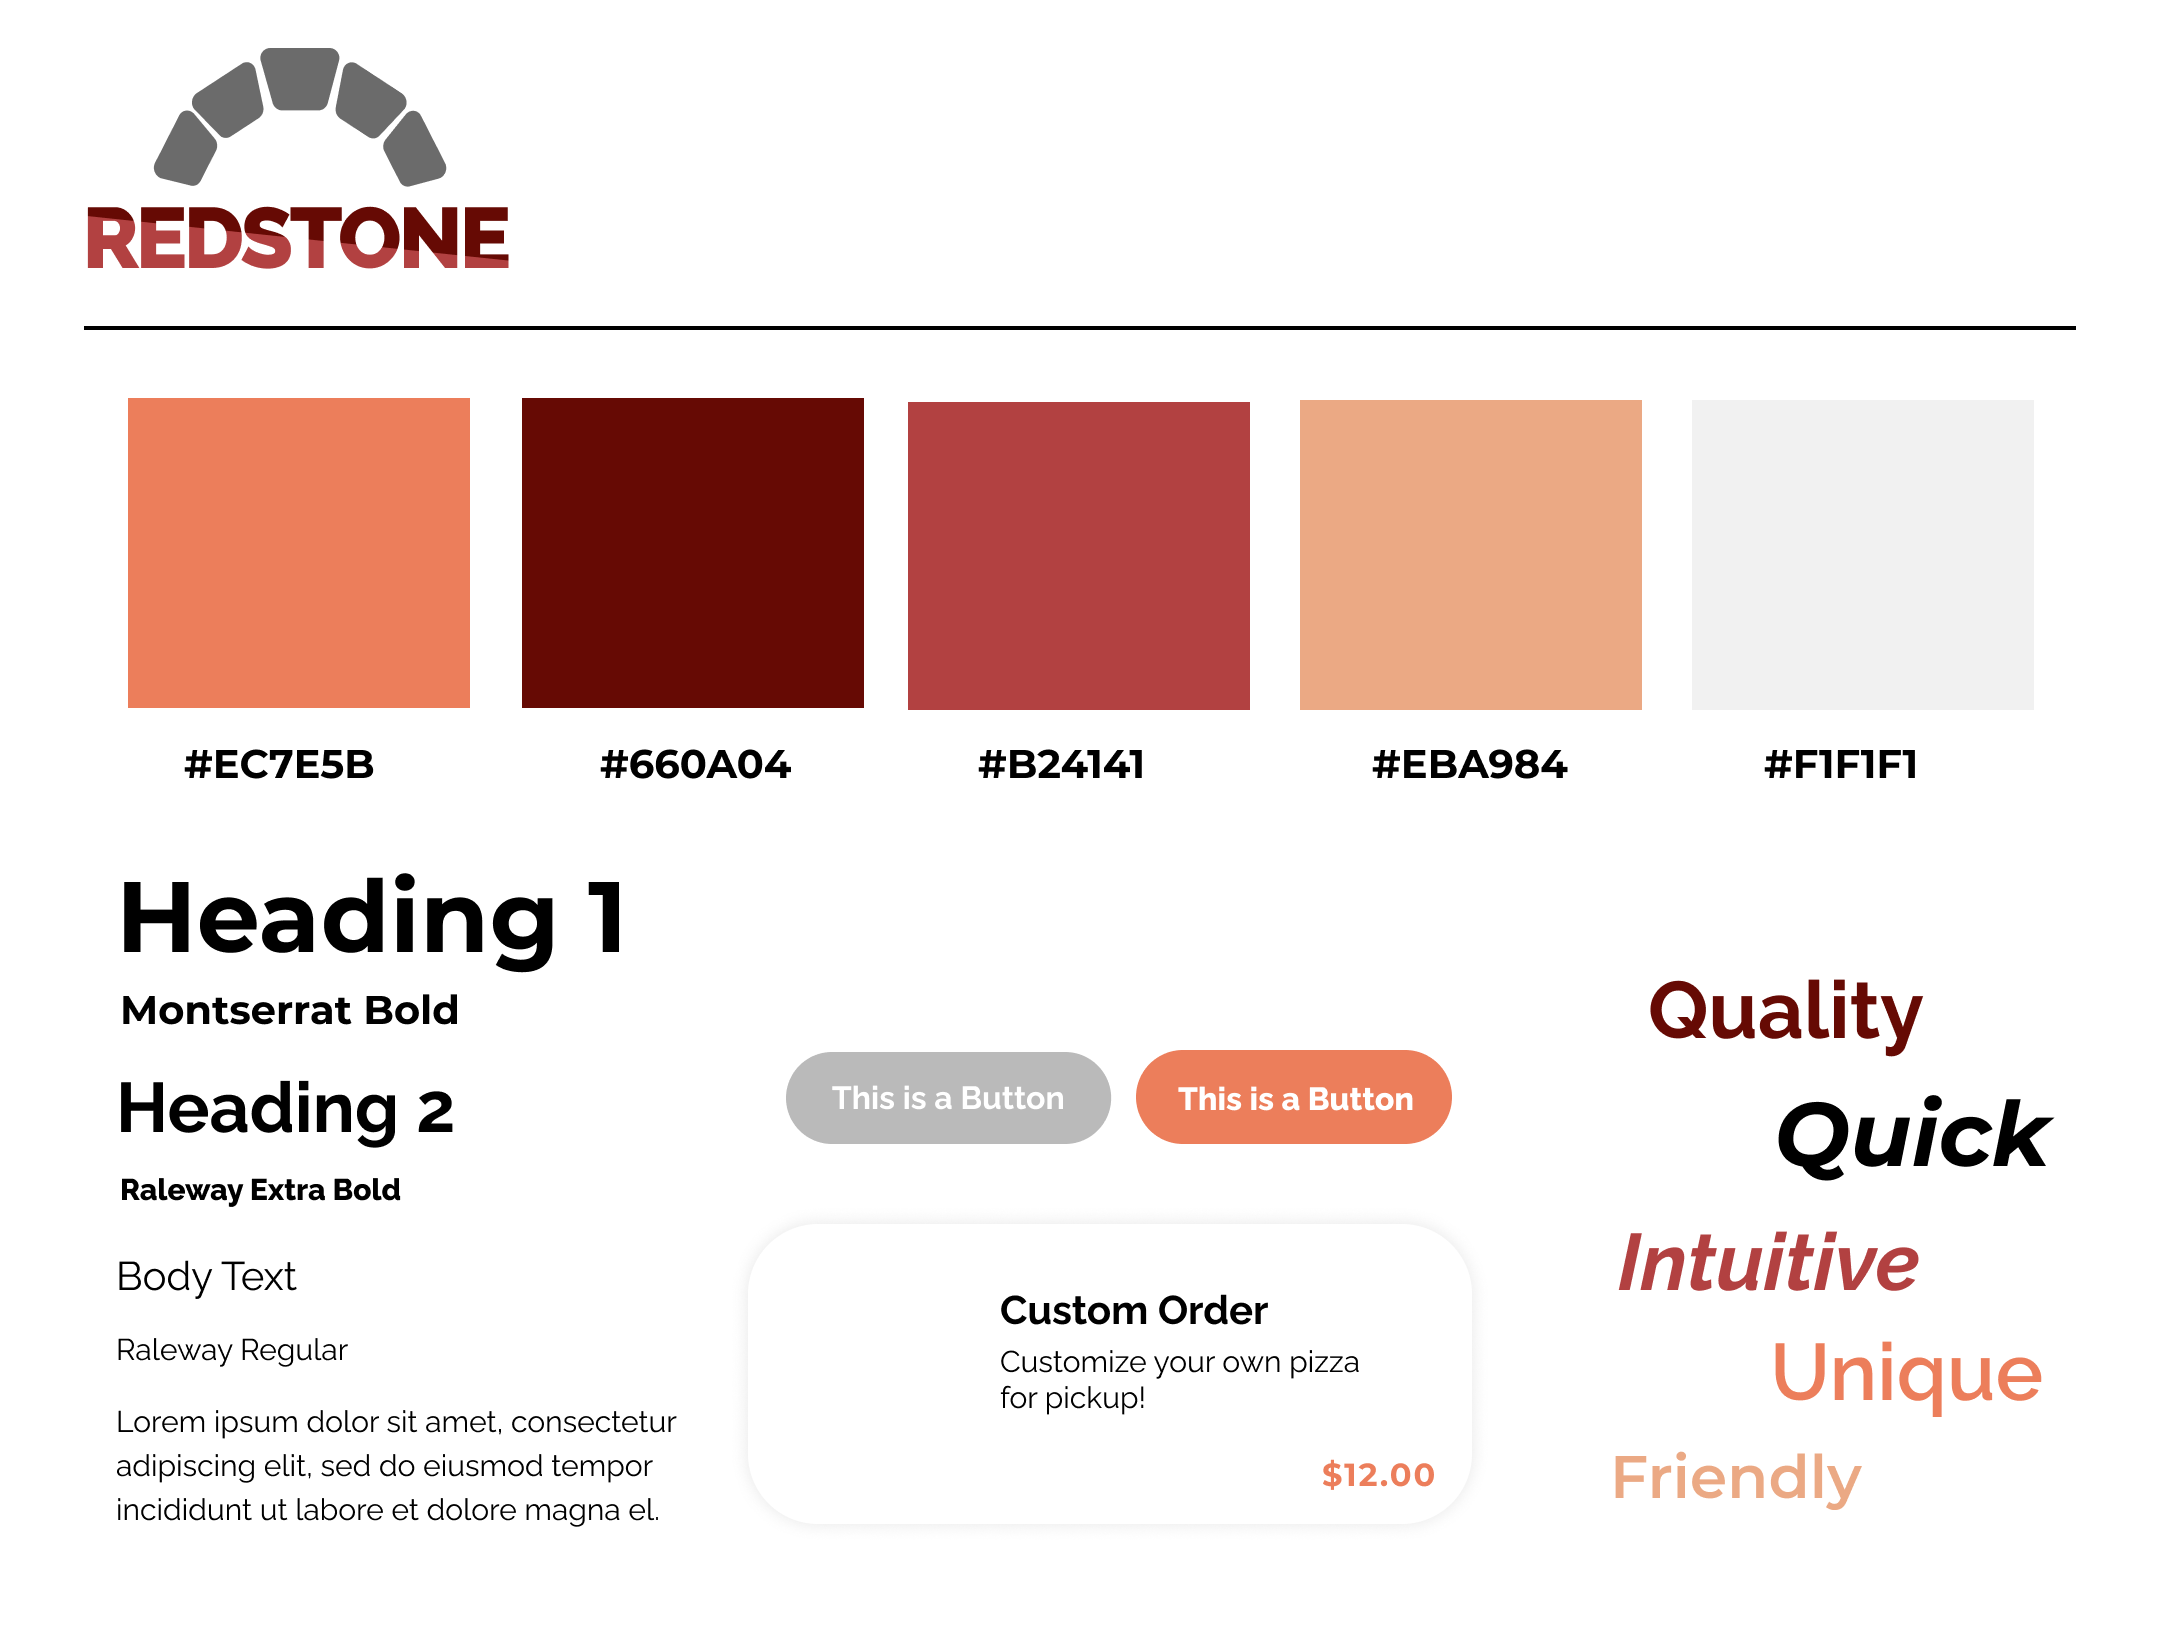 REDSTONE
#EC7E5B
#660A04
#B24141
#EBA984
#F1F1F1
Heading 1
Montserrat Bold
Heading 2
Raleway Extra Bold
Body Text
Raleway Regular
Lorem ipsum dolor sit amet, consectetur
adipiscing elit, sed do eiusmod tempor
incididunt ut labore et dolore magna el.
This is a Button
This is a Button
Custom Order
Customize your own pizza
for pickup!
$12.00
Quality
Quick
Intuitive
Unique
Friendly